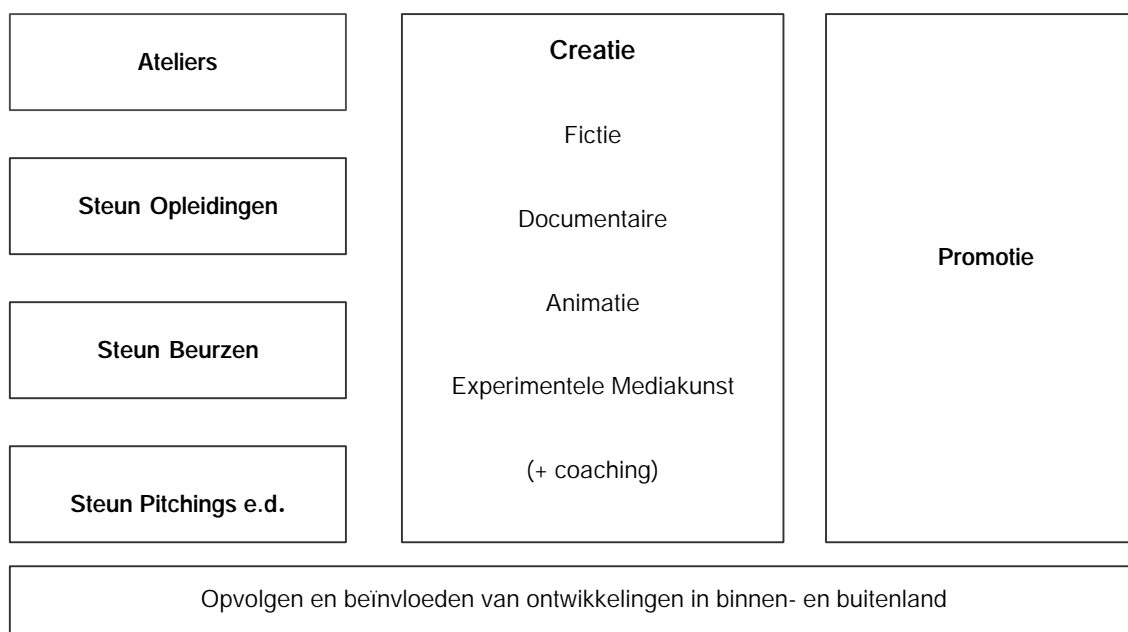 Ateliers
Steun Opleidingen
Steun Beurzen
Steun Pitchings e.d.
Creatie
Fictie
Documentaire
Animatie
Experimentele Mediakunst
(+ coaching)
Promotie
Opvolgen en beïnvloeden van ontwikkelingen in binnen- en buitenland